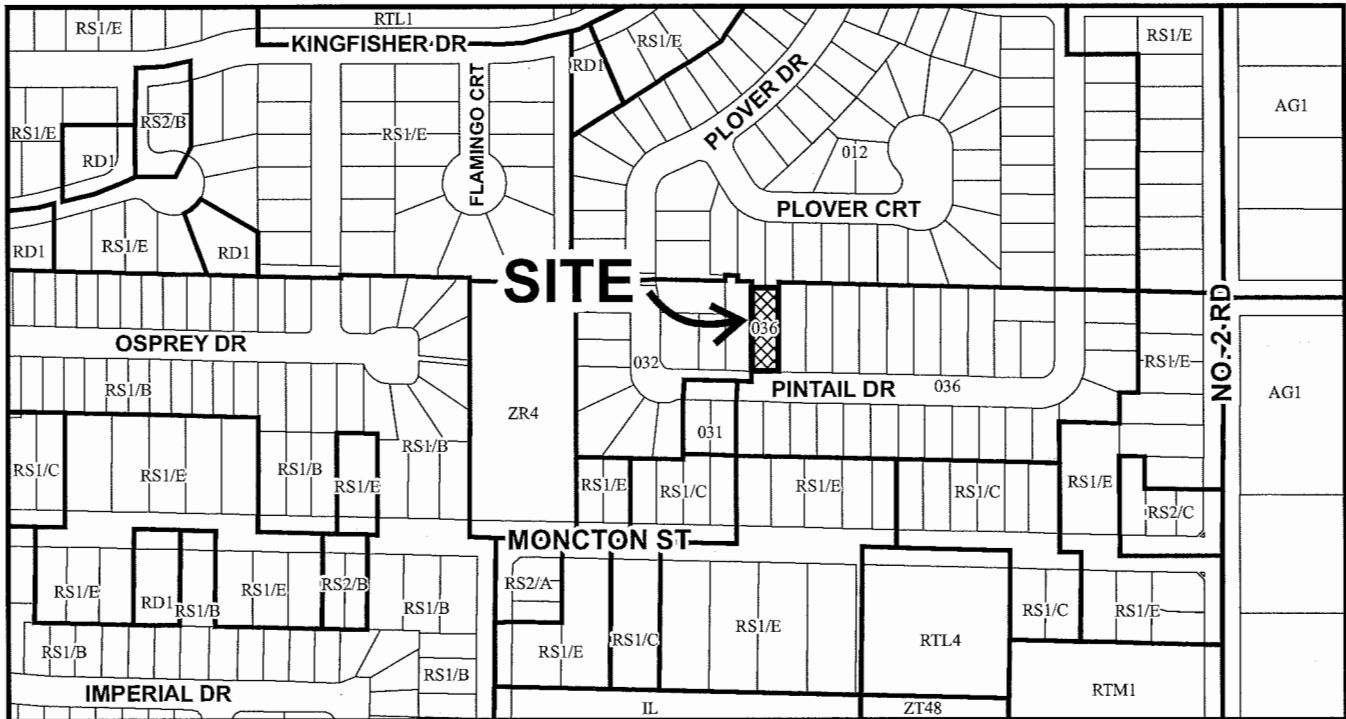 RS1/E
RTL1
KINGFISHER DR
RS1/E
RS1/E
RD1
PLOVER DR
FLAMINGO CRT
AG1
RS2/B
RS1/E
RS1/E
RD1
012
PLOVER CRT
RD1
RS1/E
RD1
SITE
036
NO. 2 RD
OSPREY DR
032
PINTAIL DR
036
RS1/E
RS1/B
AG1
ZR4
031
RS1/B
RS1/C
RS1/E
RS1/B
RS1/E
RS1/E
RS1/C
RS1/E
RS1/C
RS1/E
RS2/C
MONCTON ST
RS1/E
RD1
RS1/B
RS1/E
RS2/B
RS1/B
RS2/A
RS1/E
RS1/C
RS1/E
RTL4
RS1/C
RS1/E
RS1/B
RS1/B
IMPERIAL DR
IL
ZT48
RTM1